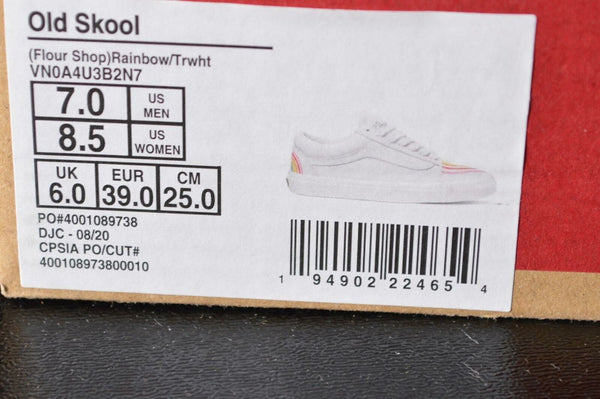 Old Skool
(Flour Shop)Rainbow/Trwht
VN0A4U3B2N7
7.0 US MEN
8.5 US WOMEN
UK EUR CM
6.0 39.0 25.0
PO#4001089738
DJC - 08/20
CPSIA PO/CUT#
400108973800010
1 94902 22465 4